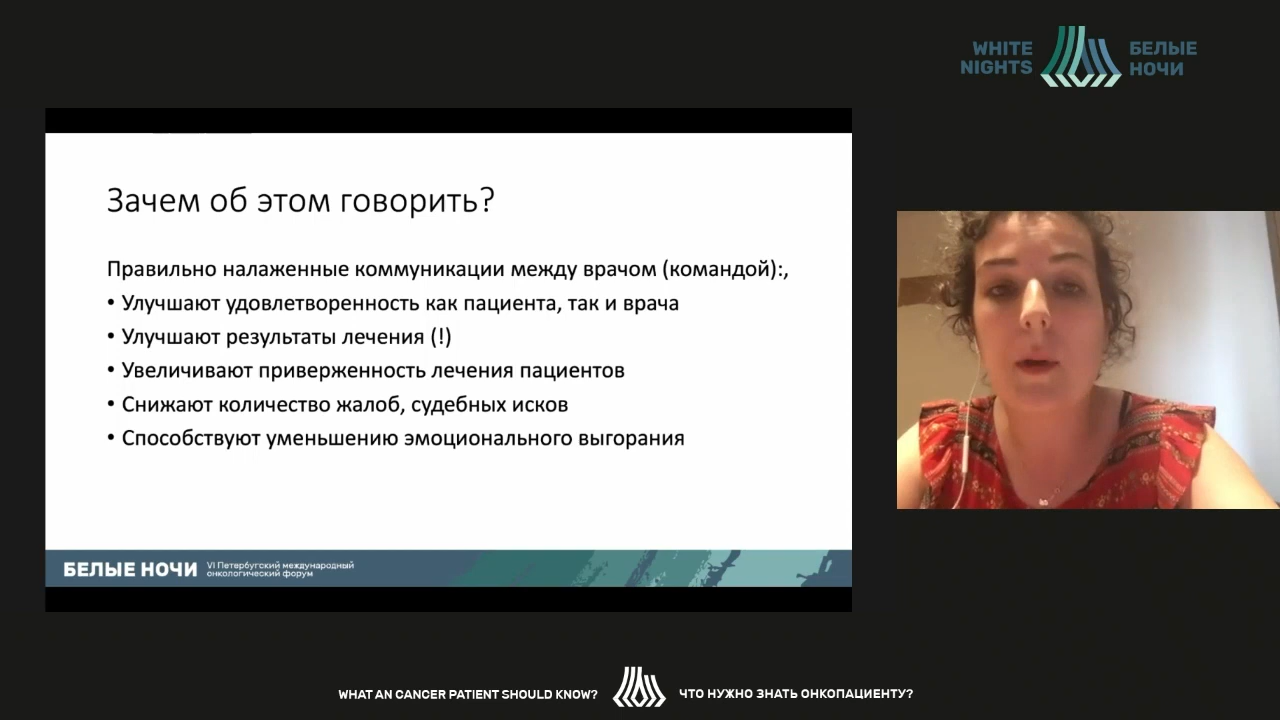 WHITE
NIGHTS
БЕЛЫЕ
НОЧИ
Зачем об этом говорить?
Правильно налаженные коммуникации между врачом (командой):,
• Улучшают удовлетворенность как пациента, так и врача
• Улучшают результаты лечения (!)
• Увеличивают приверженность лечения пациентов
• Снижают количество жалоб, судебных исков
• Способствуют уменьшению эмоционального выгорания
БЕЛЫЕ НОЧИ
VI Петербугский международный
онкологический форум
WHAT AN CANCER PATIENT SHOULD KNOW?
ЧТО НУЖНО ЗНАТЬ ОНКОПАЦИЕНТУ?